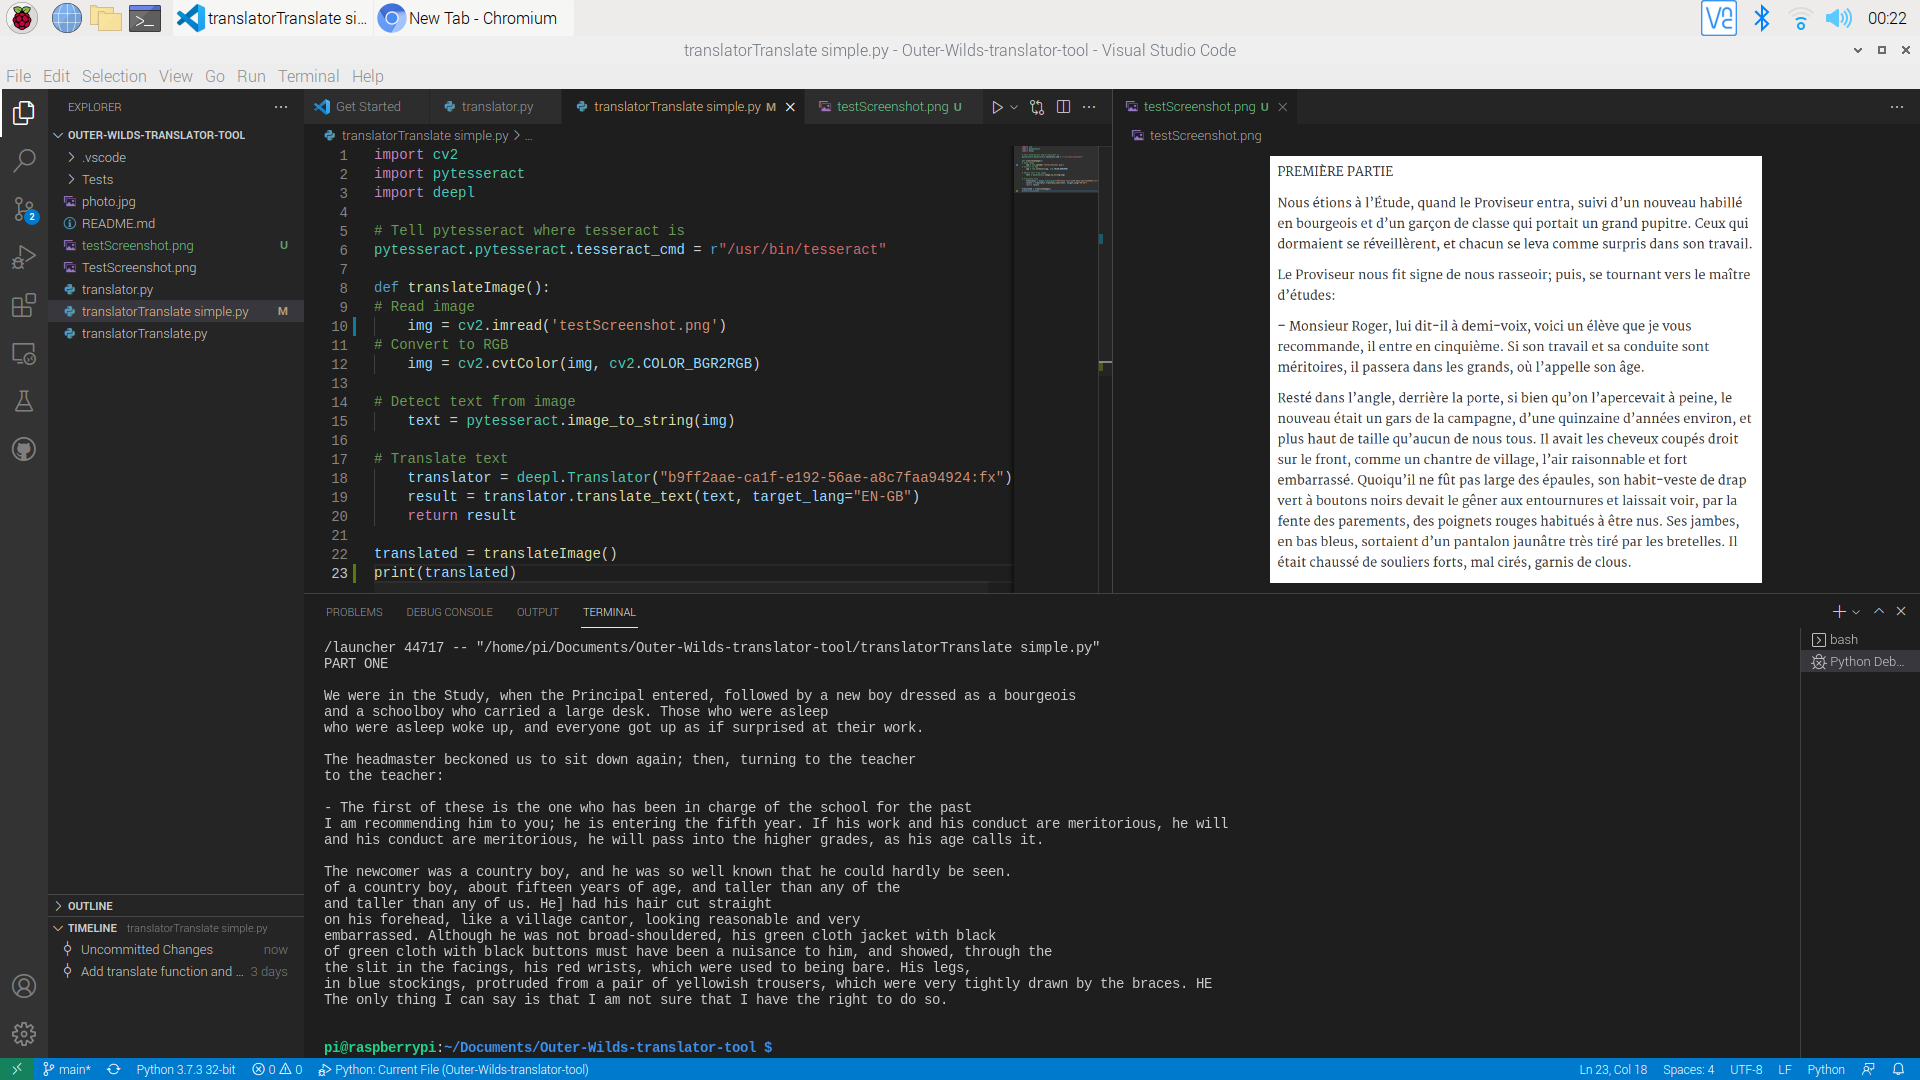 translatorTranslate si...
New Tab - Chromium
00:22
translatorTranslate simple.py - Outer-Wilds-translator-tool - Visual Studio Code
File Edit Selection View Go Run Terminal Help
EXPLORER
OUTER-WILDS-TRANSLATOR-TOOL
.vscode
Tests
photo.jpg
README.md
testScreenshot.png U
TestScreenshot.png
translator.py
translatorTranslate simple.py M
translatorTranslate.py
2
OUTLINE
TIMELINE translatorTranslate simple.py
Uncommitted Changes now
Add translate function and ... 3 days
Get Started
translator.py
translatorTranslate simple.py M
testScreenshot.png U
translatorTranslate simple.py > ...
1 import cv2
2 import pytesseract
3 import deepl
4
5 # Tell pytesseract where tesseract is
6 pytesseract.pytesseract.tesseract_cmd = r"/usr/bin/tesseract"
7
8 def translateImage():
9 # Read image
10 img = cv2.imread('testScreenshot.png')
11 # Convert to RGB
12 img = cv2.cvtColor(img, cv2.COLOR_BGR2RGB)
13
14 # Detect text from image
15 text = pytesseract.image_to_string(img)
16
17 # Translate text
18 translator = deepl.Translator("b9ff2aae-ca1f-e192-56ae-a8c7faa94924:fx")
19 result = translator.translate_text(text, target_lang="EN-GB")
20 return result
21
22 translated = translateImage()
23 print(translated)
testScreenshot.png U
testScreenshot.png
PREMIÈRE PARTIE
Nous étions à l’Étude, quand le Proviseur entra, suivi d’un nouveau habillé
en bourgeois et d’un garçon de classe qui portait un grand pupitre. Ceux qui
dormaient se réveillèrent, et chacun se leva comme surpris dans son travail.
Le Proviseur nous fit signe de nous rasseoir; puis, se tournant vers le maître
d’études:
– Monsieur Roger, lui dit-il à demi-voix, voici un élève que je vous
recommande, il entre en cinquième. Si son travail et sa conduite sont
méritoires, il passera dans les grands, où l’appelle son âge.
Resté dans l’angle, derrière la porte, si bien qu’on l’apercevait à peine, le
nouveau était un gars de la campagne, d’une quinzaine d’années environ, et
plus haut de taille qu’aucun de nous tous. Il avait les cheveux coupés droit
sur le front, comme un chantre de village, l’air raisonnable et fort
embarrassé. Quoiqu’il ne fût pas large des épaules, son habit-veste de drap
vert à boutons noirs devait le gêner aux entournures et laissait voir, par la
fente des parements, des poignets rouges habitués à être nus. Ses jambes,
en bas bleus, sortaient d’un pantalon jaunâtre très tiré par les bretelles. Il
était chaussé de souliers forts, mal cirés, garnis de clous.
PROBLEMS DEBUG CONSOLE OUTPUT TERMINAL
/launcher 44717 -- "/home/pi/Documents/Outer-Wilds-translator-tool/translatorTranslate simple.py"
PART ONE
We were in the Study, when the Principal entered, followed by a new boy dressed as a bourgeois
and a schoolboy who carried a large desk. Those who were asleep
who were asleep woke up, and everyone got up as if surprised at their work.
The headmaster beckoned us to sit down again; then, turning to the teacher
to the teacher:
- The first of these is the one who has been in charge of the school for the past
I am recommending him to you; he is entering the fifth year. If his work and his conduct are meritorious, he will
and his conduct are meritorious, he will pass into the higher grades, as his age calls it.
The newcomer was a country boy, and he was so well known that he could hardly be seen.
of a country boy, about fifteen years of age, and taller than any of the
and taller than any of us. He] had his hair cut straight
on his forehead, like a village cantor, looking reasonable and very
embarrassed. Although he was not broad-shouldered, his green cloth jacket with black
of green cloth with black buttons must have been a nuisance to him, and showed, through the
the slit in the facings, his red wrists, which were used to being bare. His legs,
in blue stockings, protruded from a pair of yellowish trousers, which were very tightly drawn by the braces. HE
The only thing I can say is that I am not sure that I have the right to do so.
pi@raspberrypi:~/Documents/Outer-Wilds-translator-tool $
bash
Python Deb...
main*
Python 3.7.3 32-bit
0 0
Python: Current File (Outer-Wilds-translator-tool)
Ln 23, Col 18
Spaces: 4
UTF-8
LF
Python